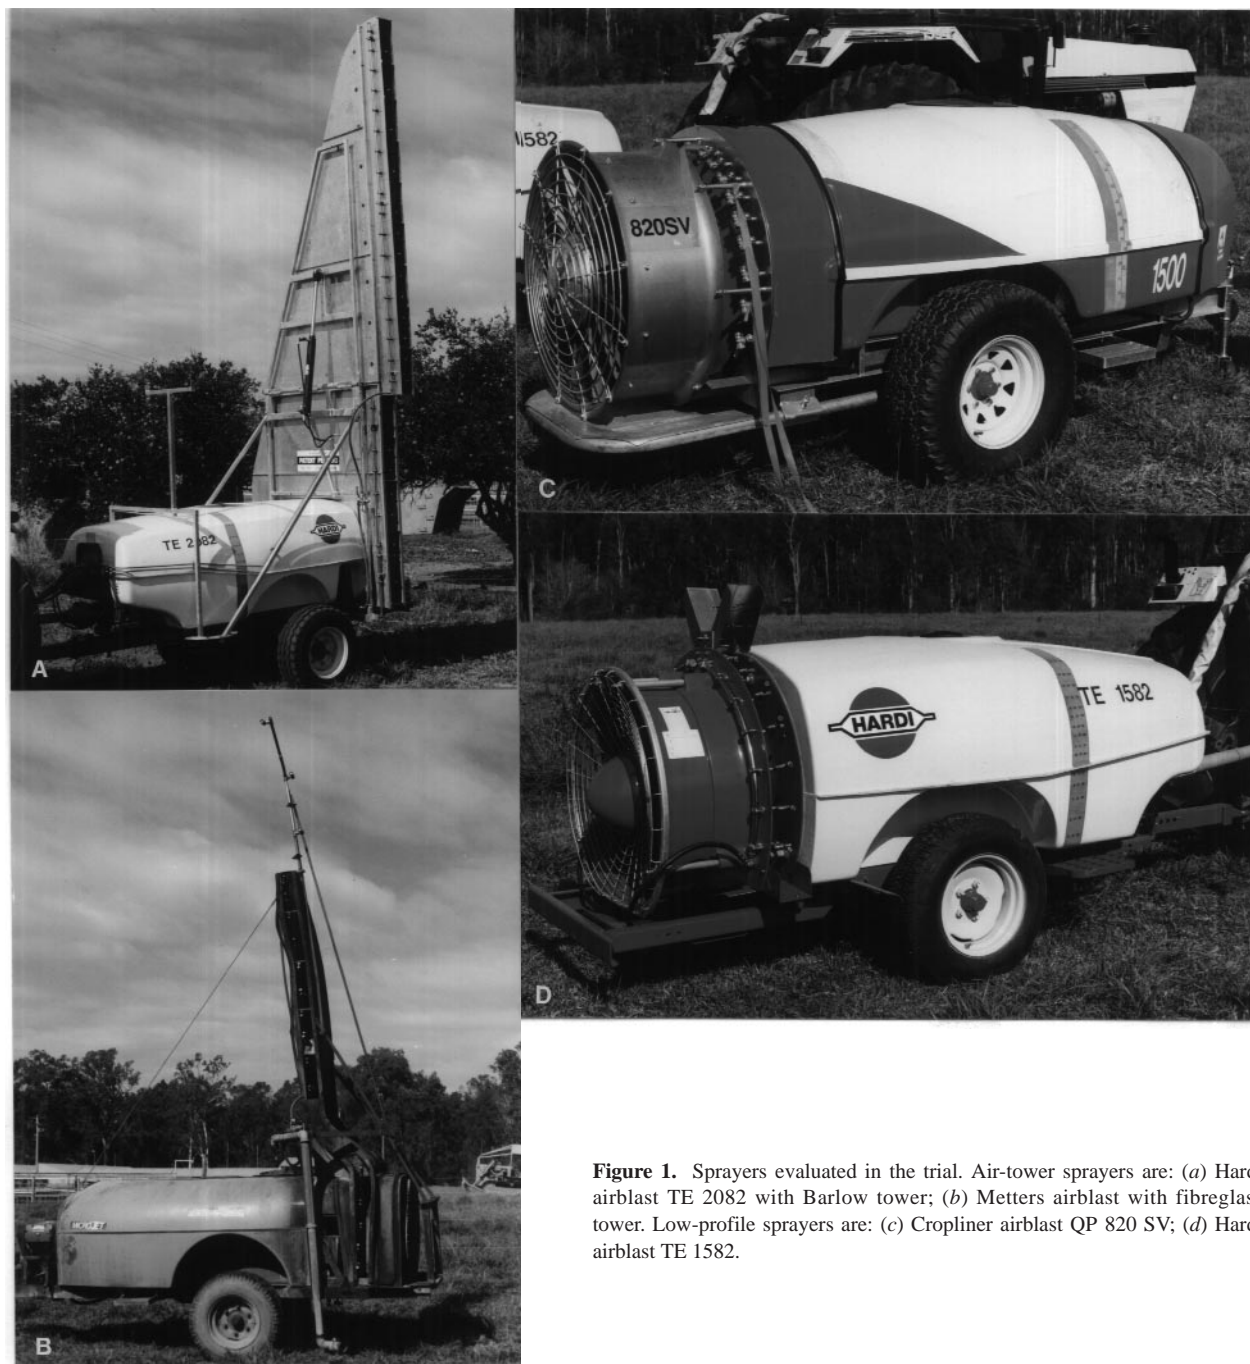 TE 2082
HARDI
A
1582
820SV
1500
C
HARDI
TE 1582
D
B
Figure 1. Sprayers evaluated in the trial. Air-tower sprayers are: (a) Hard
airblast TE 2082 with Barlow tower; (b) Metters airblast with fibreglas
tower. Low-profile sprayers are: (c) Cropliner airblast QP 820 SV; (d) Hard
airblast TE 1582.